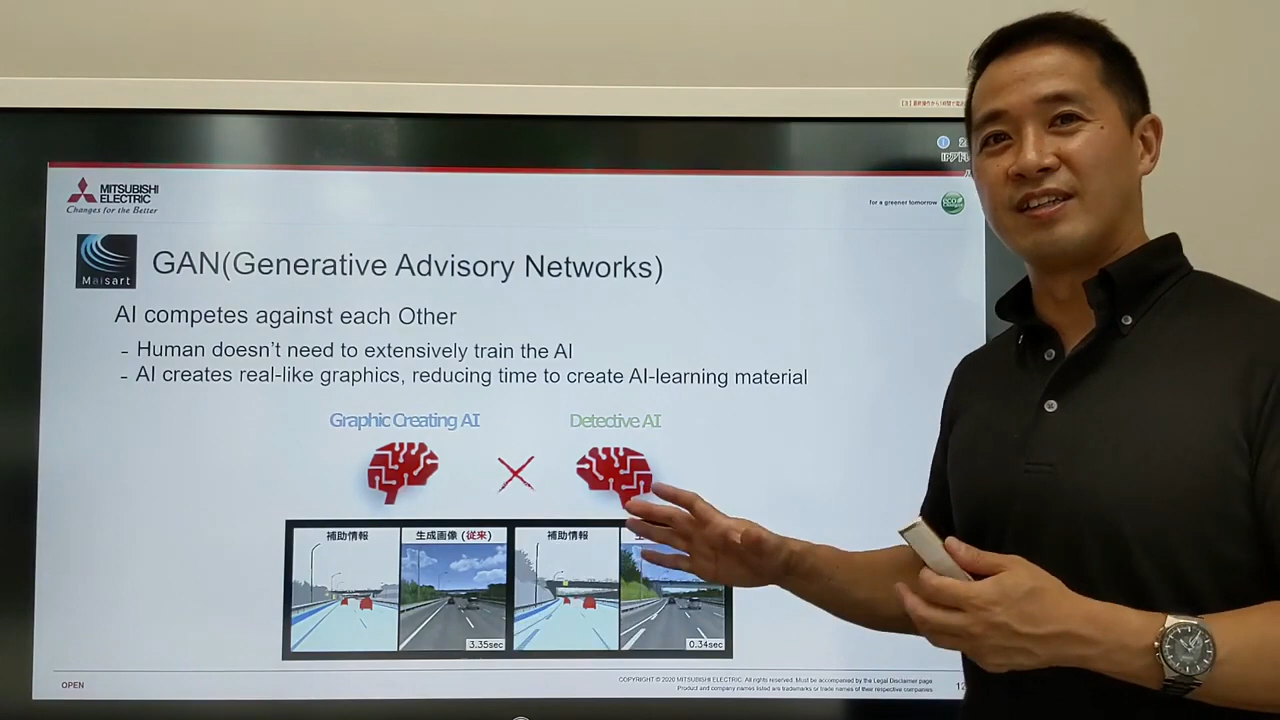 MITSUBISHI
ELECTRIC
Changes for the Better
for a greener tomorrow
eco
Changes
Maisart
GAN(Generative Advisory Networks)
AI competes against each Other
- Human doesn't need to extensively train the AI
- AI creates real-like graphics, reducing time to create AI-learning material
Graphic Creating AI
Detective AI
補助情報
生成画像 (従来)
補助情報
3.35sec
0.34sec
OPEN
COPYRIGHT © 2020 MITSUBISHI ELECTRIC. All rights reserved. Must be accompanied by the Legal Disclaimer page
Product and company names listed are trademarks or trade names of their respective companies
12